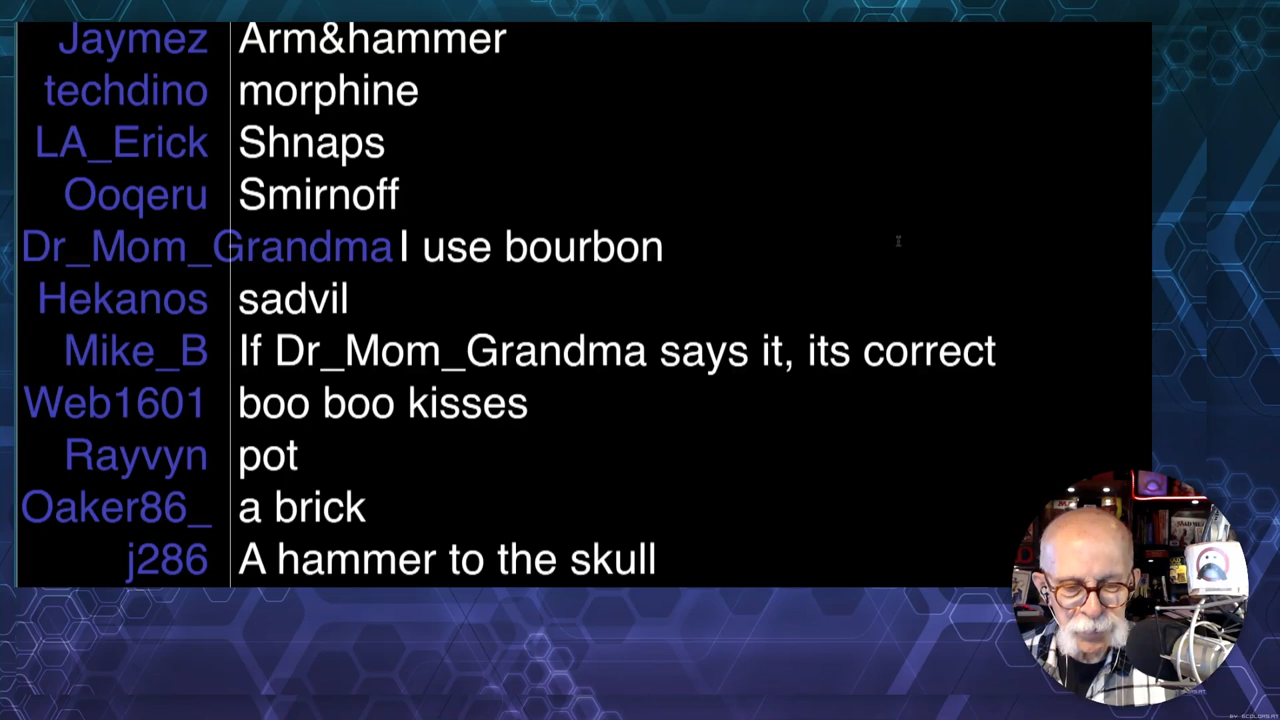 Jaymez Arm&hammer
techdino morphine
LA_Erick Shnaps
Ooqeru Smirnoff
Dr_Mom_Grandma I use bourbon
Hekanos sadvil
Mike_B If Dr_Mom_Grandma says it, its correct
Web1601 boo boo kisses
Rayvyn pot
Oaker86_ a brick
j286 A hammer to the skull